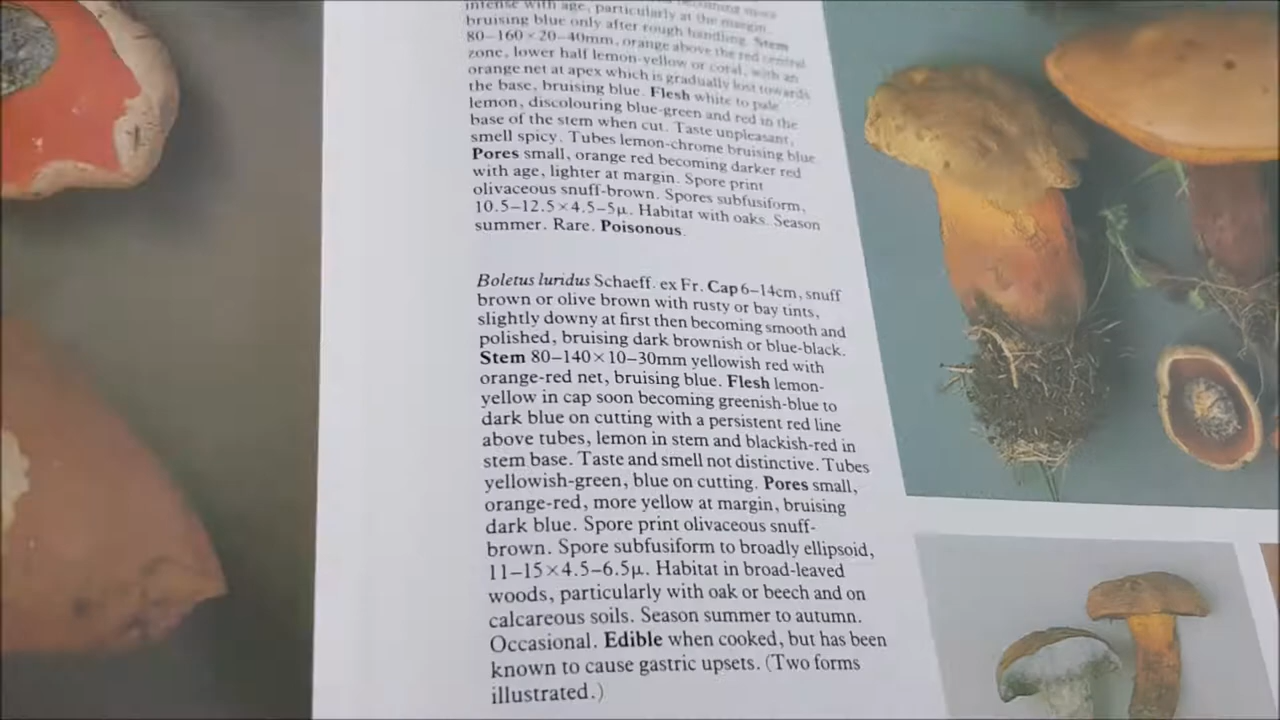 intense with age, particularly at the margin,
bruising blue only after rough handling. Stem
80–160×20–40mm, orange above the red central
zone, lower half lemon-yellow or coral, with an
orange net at apex which is gradually lost towards
the base, bruising blue. Flesh white to pale
lemon, discolouring blue-green and red in the
base of the stem when cut. Taste unpleasant,
smell spicy. Tubes lemon-chrome bruising blue.
Pores small, orange red becoming darker red
with age, lighter at margin. Spore print
olivaceous snuff-brown. Spores subfusiform,
10.5–12.5×4.5–5μ. Habitat with oaks. Season
summer. Rare. Poisonous.
Boletus luridus Schaeff. ex Fr. Cap 6–14cm, snuff
brown or olive brown with rusty or bay tints,
slightly downy at first then becoming smooth and
polished, bruising dark brownish or blue-black.
Stem 80–140×10–30mm yellowish red with
orange-red net, bruising blue. Flesh lemon-
yellow in cap soon becoming greenish-blue to
dark blue on cutting with a persistent red line
above tubes, lemon in stem and blackish-red in
stem base. Taste and smell not distinctive. Tubes
yellowish-green, blue on cutting. Pores small,
orange-red, more yellow at margin, bruising
dark blue. Spore print olivaceous snuff-
brown. Spore subfusiform to broadly ellipsoid,
11–15×4.5–6.5μ. Habitat in broad-leaved
woods, particularly with oak or beech and on
calcareous soils. Season summer to autumn.
Occasional. Edible when cooked, but has been
known to cause gastric upsets. (Two forms
illustrated.)